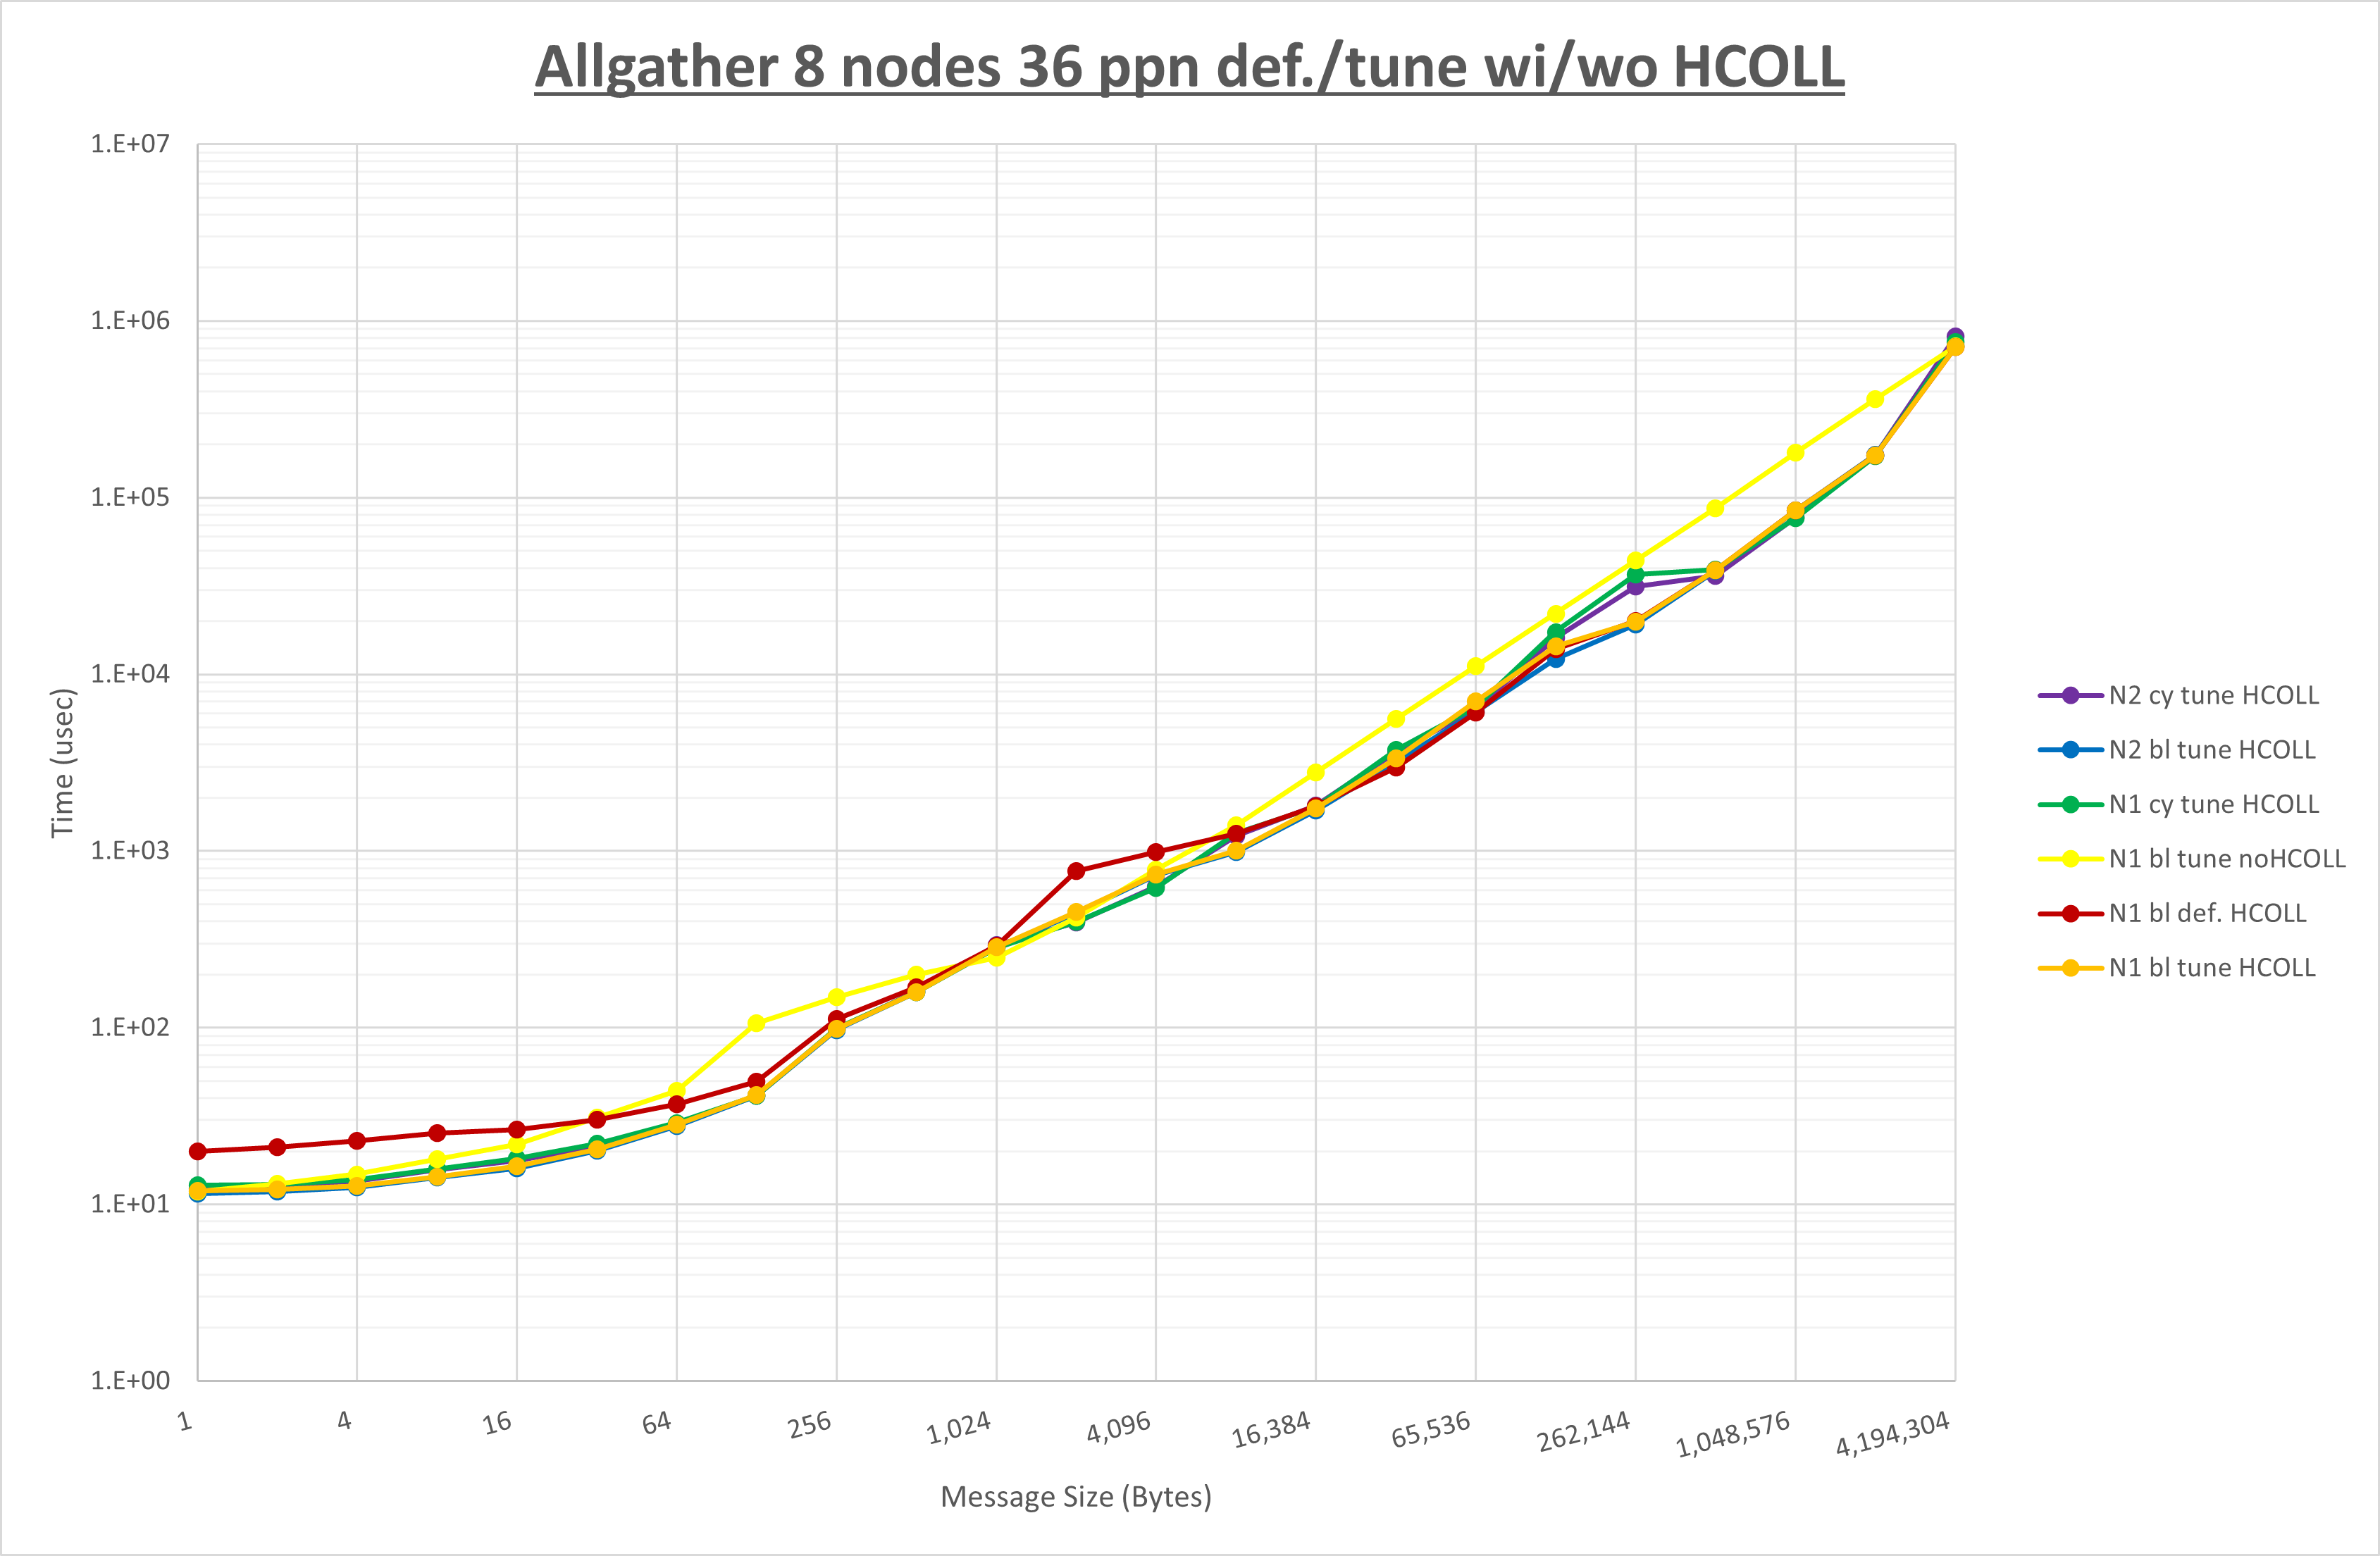 Allgather 8 nodes 36 ppn def./tune wi/wo HCOLL
1.E+07
1.E+06
1.E+05
1.E+04
1.E+03
1.E+02
1.E+01
1.E+00
Time (usec)
1
4
16
64
256
1,024
4,096
16,384
65,536
262,144
1,048,576
4,194,304
Message Size (Bytes)
N2 cy tune HCOLL
N2 bl tune HCOLL
N1 cy tune HCOLL
N1 bl tune noHCOLL
N1 bl def. HCOLL
N1 bl tune HCOLL